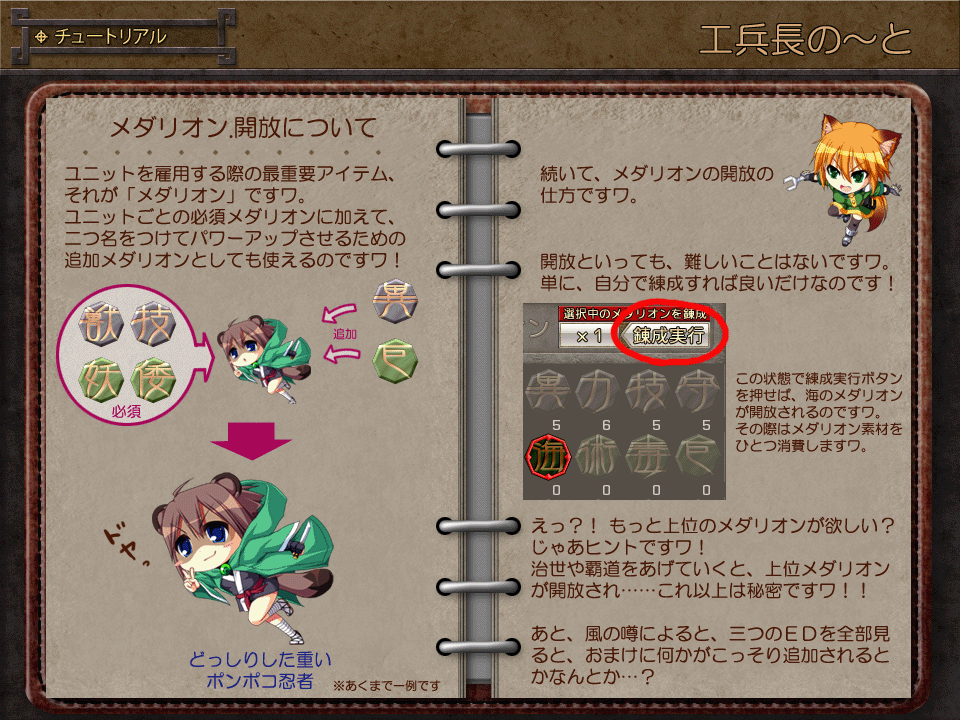 チュートリアル
工兵長の～と
メダリオン.開放について
ユニットを雇用する際の最重要アイテム、
それが「メダリオン」ですワ。
ユニットごとの必須メダリオンに加えて、
二つ名をつけてパワーアップさせるための
追加メダリオンとしても使えるのですワ！
獣 技
妖 倭
必須
異
追加
ドヤ
どっしりした重い
ポンポコ忍者
※あくまで一例です
続いて、メダリオンの開放の
仕方ですワ。
開放といっても、難しいことはないですワ。
単に、自分で錬成すれば良いだけなのです！
選択中のメダリオンを錬成
ン ×１ 錬成実行
異 力 技 守
5 6 5 5
海 術 毒
0 0 0 0
この状態で錬成実行ボタン
を押せば、海のメダリオン
が開放されるのですワ。
その際はメダリオン素材を
ひとつ消費しますワ。
えっ？！ もっと上位のメダリオンが欲しい？
じゃあヒントですワ！
治世や覇道をあげていくと、上位メダリオン
が開放され……これ以上は秘密ですワ！！
あと、風の噂によると、三つのＥＤを全部見
ると、おまけに何かがこっそり追加されると
かなんとか…？